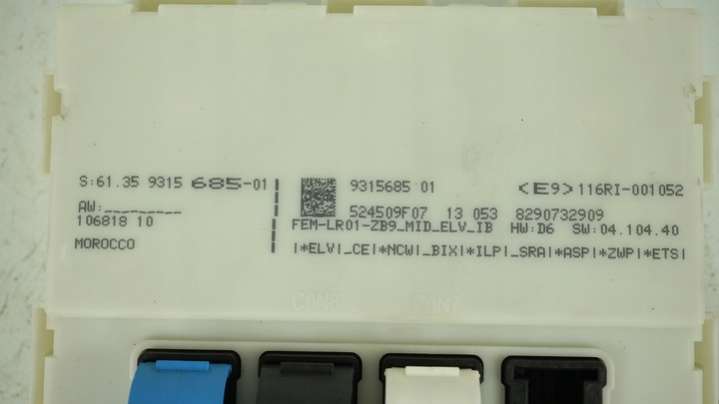 S:61.35 9315 685-01
AW:_________
106818 10
MOROCCO
9315685 01 <E9>116RI-001052
524509F07 13 053 8290732909
FEM-LR01-ZB9_MID_ELV_IB HW:D6 SW:04.104.40
|*ELV|_CE|*NCW|_BIX|*ILP|_SRA|*ASP|*ZWP|*ETS|